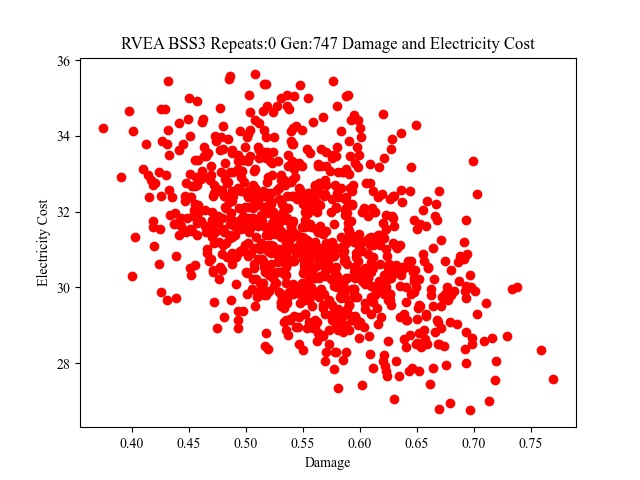 RVEA BSS3 Repeats:0 Gen:747 Damage and Electricity Cost
36
34
32
30
28
Electricity Cost
0.40 0.45 0.50 0.55 0.60 0.65 0.70 0.75
Damage